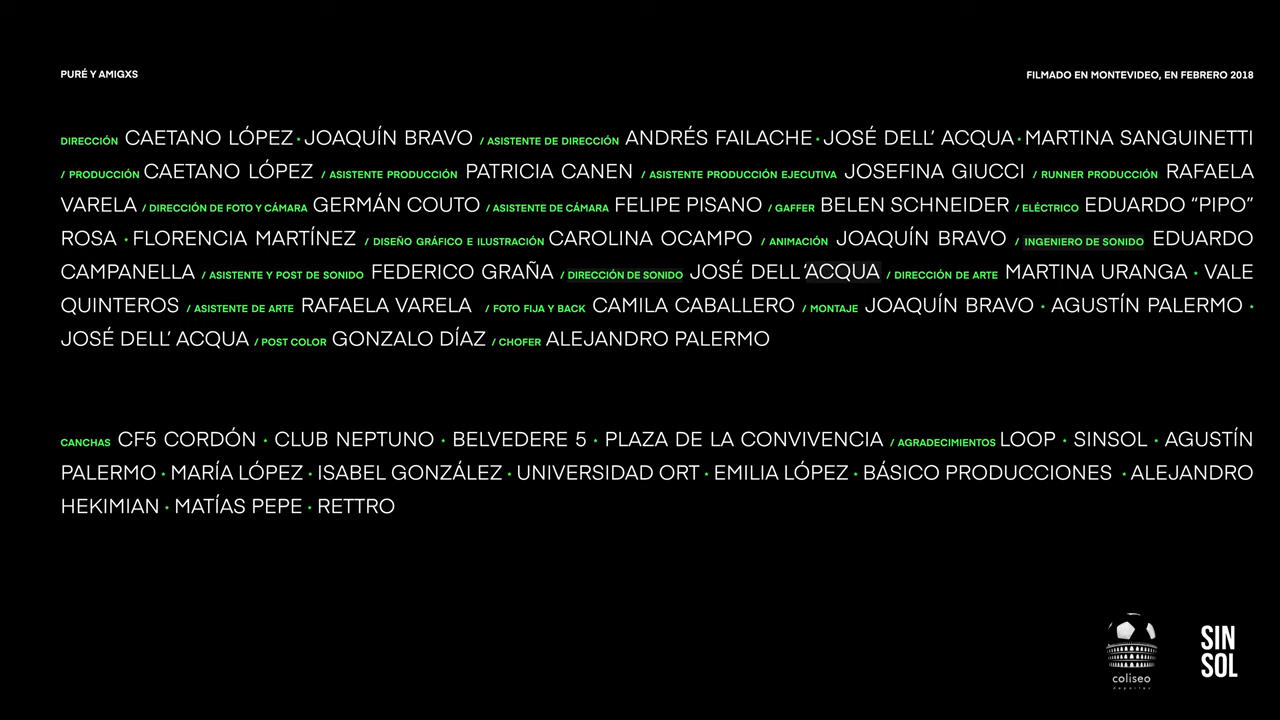 PURÉ Y AMIGXS
FILMADO EN MONTEVIDEO, EN FEBRERO 2018
DIRECCIÓN CAETANO LÓPEZ · JOAQUÍN BRAVO / ASISTENTE DE DIRECCIÓN ANDRÉS FAILACHE · JOSÉ DELL' ACQUA · MARTINA SANGUINETTI
/ PRODUCCIÓN CAETANO LÓPEZ / ASISTENTE PRODUCCIÓN PATRICIA CANEN / ASISTENTE PRODUCCIÓN EJECUTIVA JOSEFINA GIUCCI / RUNNER PRODUCCIÓN RAFAELA
VARELA / DIRECCIÓN DE FOTO Y CÁMARA GERMÁN COUTO / ASISTENTE DE CÁMARA FELIPE PISANO / GAFFER BELEN SCHNEIDER / ELÉCTRICO EDUARDO “PIPO”
ROSA · FLORENCIA MARTÍNEZ / DISEÑO GRÁFICO E ILUSTRACIÓN CAROLINA OCAMPO / ANIMACIÓN JOAQUÍN BRAVO / INGENIERO DE SONIDO EDUARDO
CAMPANELLA / ASISTENTE Y POST DE SONIDO FEDERICO GRAÑA / DIRECCIÓN DE SONIDO JOSÉ DELL 'ACQUA / DIRECCIÓN DE ARTE MARTINA URANGA · VALE
QUINTEROS / ASISTENTE DE ARTE RAFAELA VARELA / FOTO FIJA Y BACK CAMILA CABALLERO / MONTAJE JOAQUÍN BRAVO · AGUSTÍN PALERMO ·
JOSÉ DELL' ACQUA / POST COLOR GONZALO DÍAZ / CHOFER ALEJANDRO PALERMO
CANCHAS CF5 CORDÓN · CLUB NEPTUNO · BELVEDERE 5 · PLAZA DE LA CONVIVENCIA / AGRADECIMIENTOS LOOP · SINSOL · AGUSTÍN
PALERMO · MARÍA LÓPEZ · ISABEL GONZÁLEZ · UNIVERSIDAD ORT · EMILIA LÓPEZ · BÁSICO PRODUCCIONES · ALEJANDRO
HEKIMIAN · MATÍAS PEPE · RETTRO
coliseo
deportes
SIN
SOL